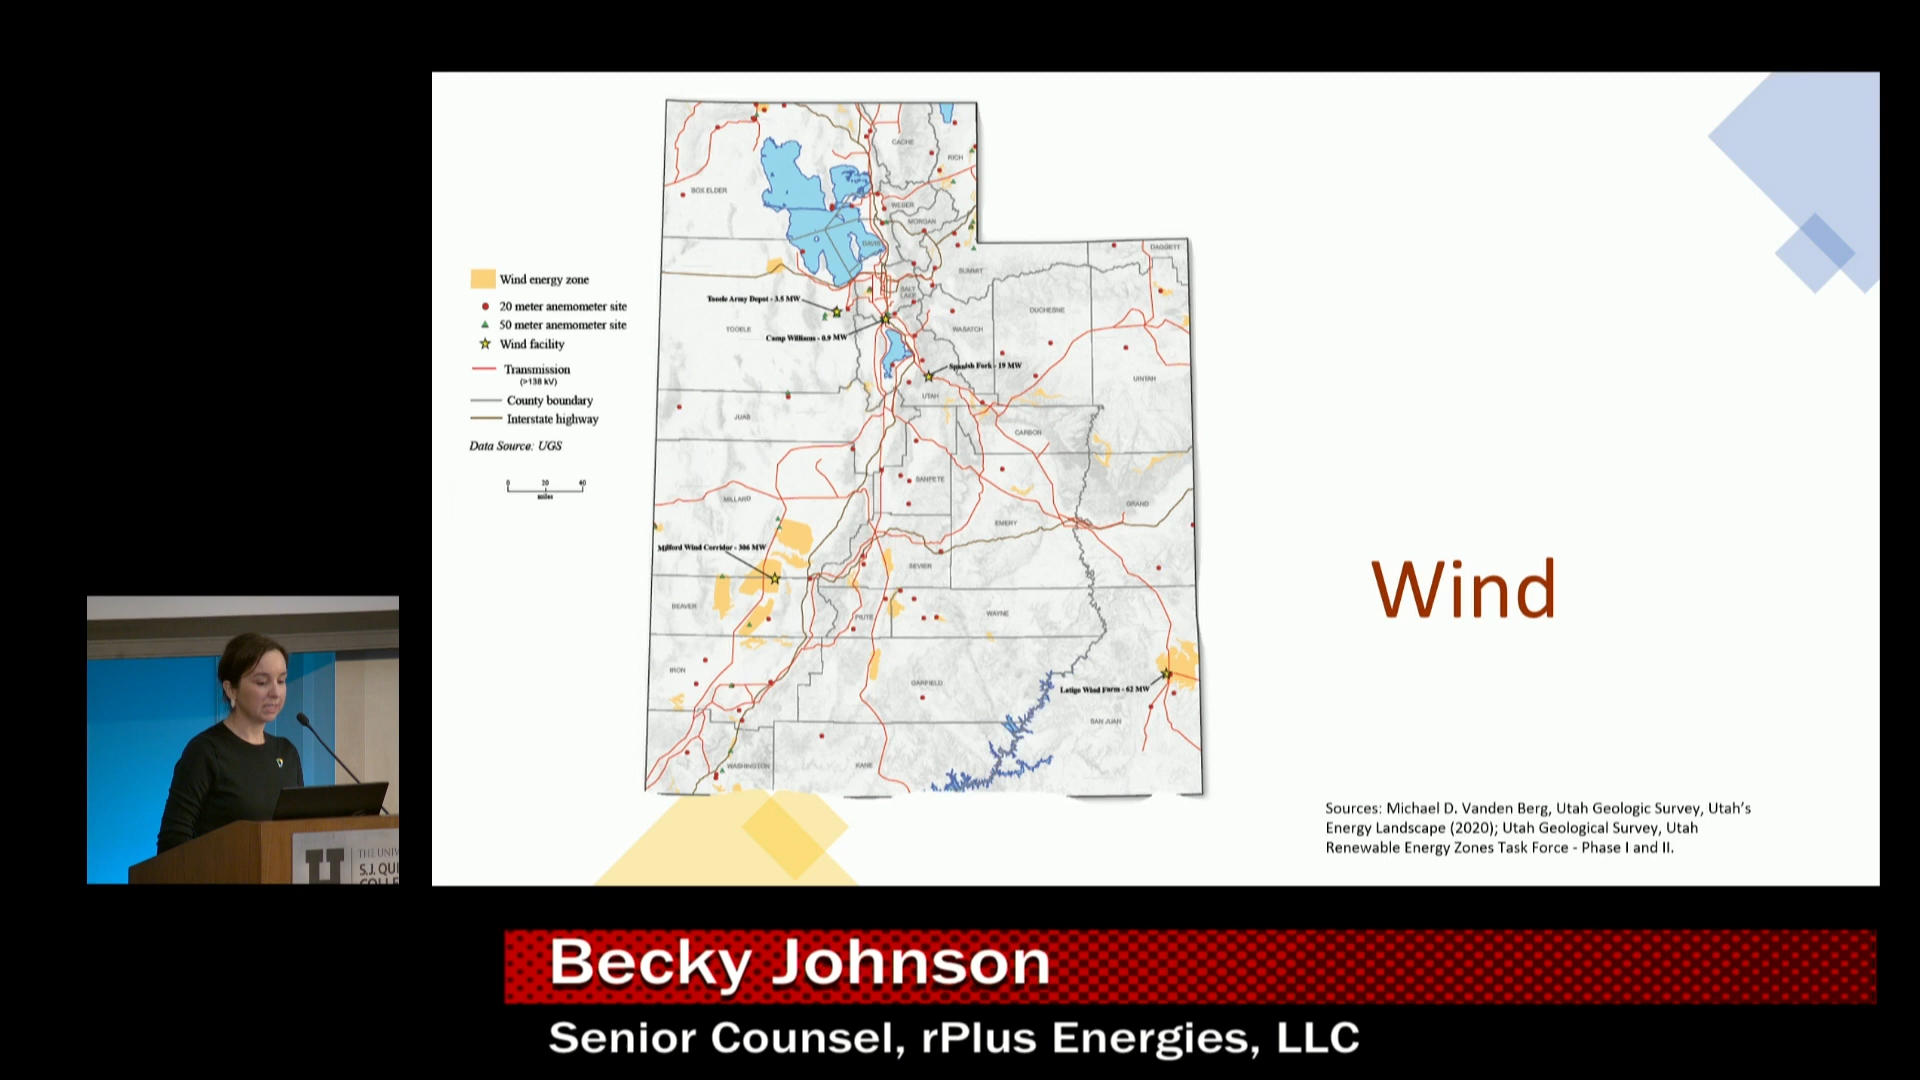 BOX ELDER
CACHE
RICH
WEBER
MORGAN
DAVIS
DAGGETT
SUMMIT
SALT
LAKE
Tooele Army Depot - 3.5 MW
TOOELE
Camp Williams - 0.9 MW
WASATCH
DUCHESNE
Spanish Fork - 19 MW
UINTAH
UTAH
JUAB
CARBON
SANPETE
MILLARD
GRAND
EMERY
Milford Wind Corridor - 306 MW
SEVIER
BEAVER
PIUTE
WAYNE
IRON
GARFIELD
Latigo Wind Farm - 62 MW
SAN JUAN
WASHINGTON
KANE
Wind energy zone
20 meter anemometer site
50 meter anemometer site
Wind facility
Transmission
(>138 kV)
County boundary
Interstate highway
Data Source: UGS
0 20 40
miles
Wind
Sources: Michael D. Vanden Berg, Utah Geologic Survey, Utah's
Energy Landscape (2020); Utah Geological Survey, Utah
Renewable Energy Zones Task Force - Phase I and II.
THE UNIV
S.J. QUI
COLLE
Becky Johnson
Senior Counsel, rPlus Energies, LLC